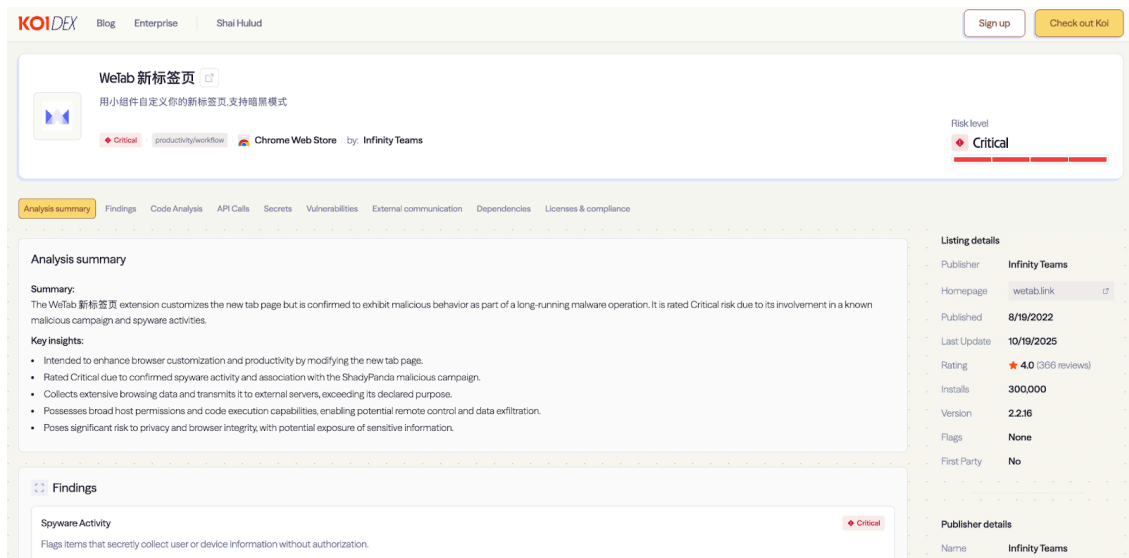 KOIDEX Blog Enterprise Shai Hulud Sign up Check out Koi
WeTab 新标签页
用小组件自定义你的新标签页,支持暗黑模式
Critical productivity/workflow Chrome Web Store by: Infinity Teams
Risk level
Critical
Analysis summary Findings Code Analysis API Calls Secrets Vulnerabilities External communication Dependencies Licenses & compliance
Analysis summary
Summary:
The WeTab 新标签页 extension customizes the new tab page but is confirmed to exhibit malicious behavior as part of a long-running malware operation. It is rated Critical risk due to its involvement in a known
malicious campaign and spyware activities.
Key insights:
• Intended to enhance browser customization and productivity by modifying the new tab page.
• Rated Critical due to confirmed spyware activity and association with the ShadyPanda malicious campaign.
• Collects extensive browsing data and transmits it to external servers, exceeding its declared purpose.
• Possesses broad host permissions and code execution capabilities, enabling potential remote control and data exfiltration.
• Poses significant risk to privacy and browser integrity, with potential exposure of sensitive information.
Findings
Spyware Activity Critical
Flags items that secretly collect user or device information without authorization.
Listing details
Publisher Infinity Teams
Homepage wetab.link
Published 8/19/2022
Last Update 10/19/2025
Rating 4.0 (366 reviews)
Installs 300,000
Version 2.2.16
Flags None
First Party No
Publisher details
Name Infinity Teams